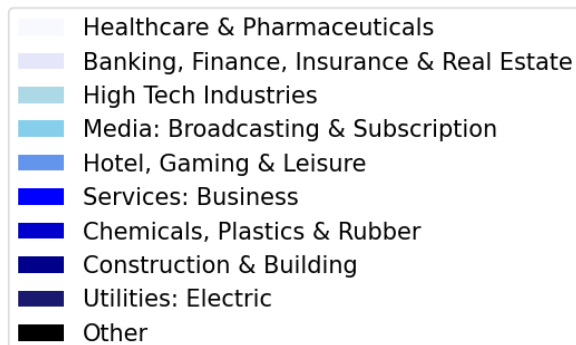 Healthcare & Pharmaceuticals
Banking, Finance, Insurance & Real Estate
High Tech Industries
Media: Broadcasting & Subscription
Hotel, Gaming & Leisure
Services: Business
Chemicals, Plastics & Rubber
Construction & Building
Utilities: Electric
Other